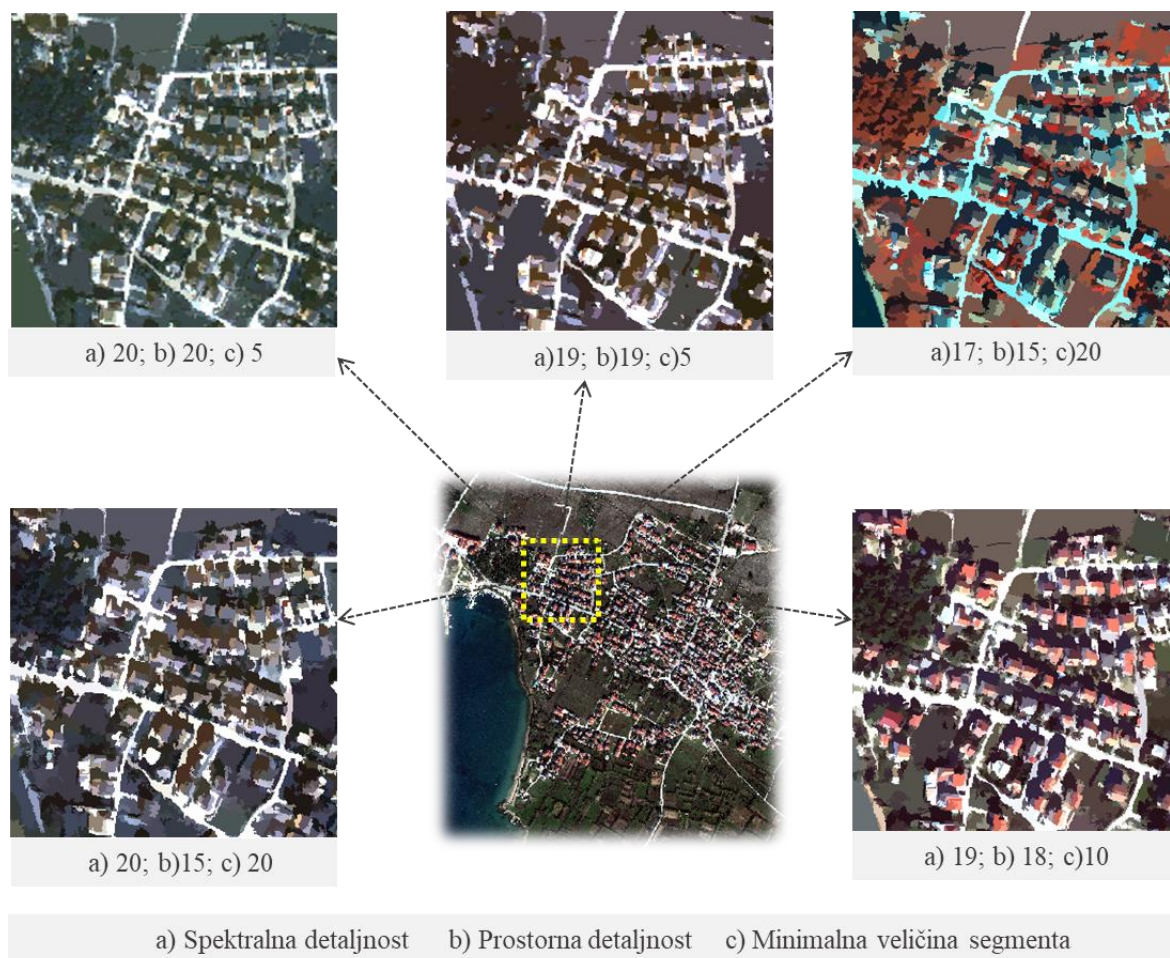 a) 20; b) 20; c) 5
a)19; b)19; c)5
a)17; b)15; c)20
a) 20; b)15; c) 20
a) 19; b) 18; c)10
a) Spektralna detaljnost b) Prostorna detaljnost c) Minimalna veličina segmenta